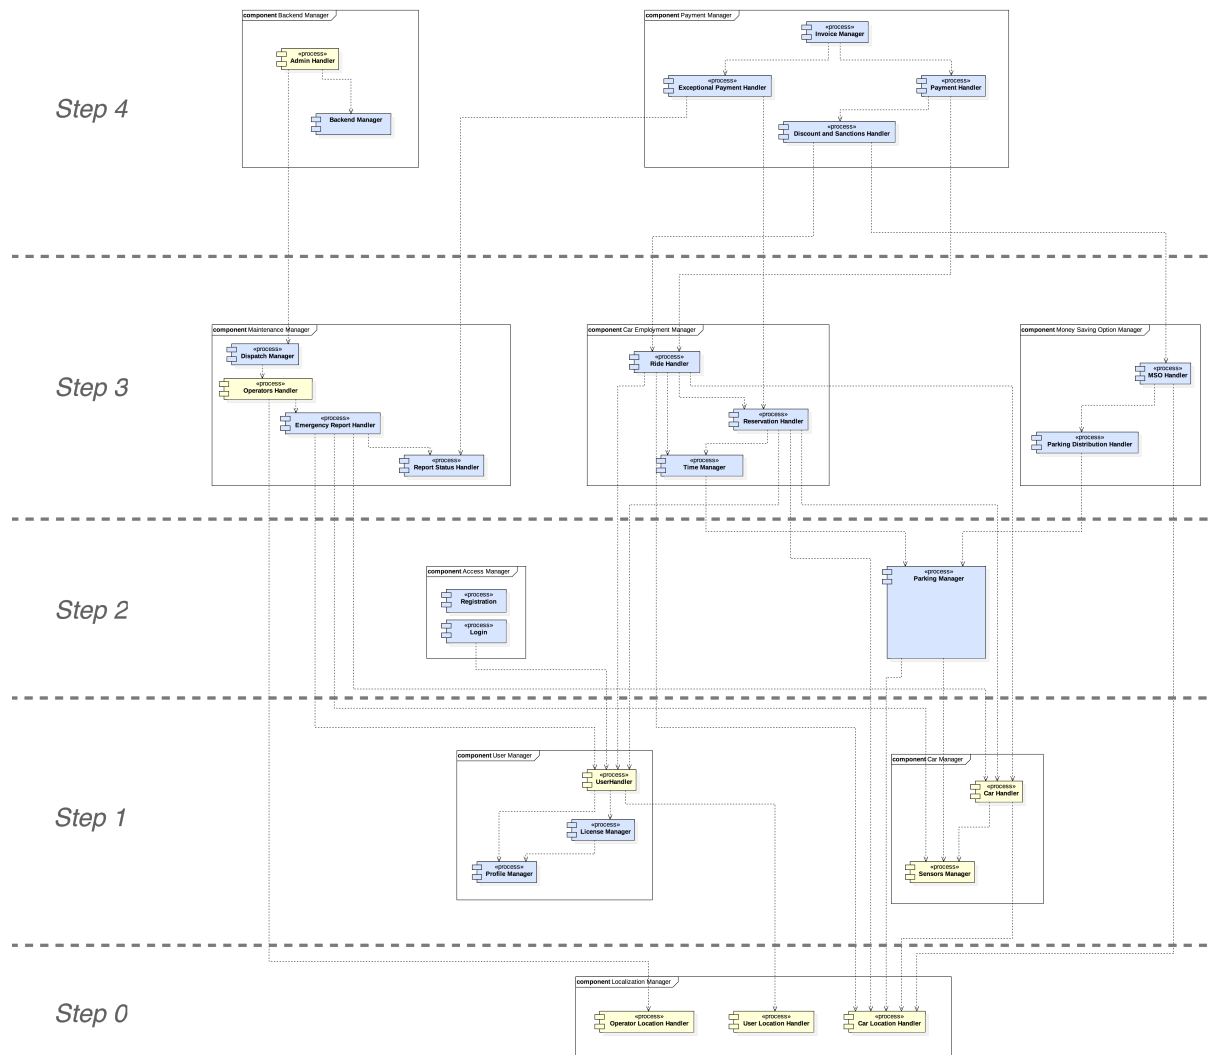 component Backend Manager
«process»
Admin Handler
Backend Manager
component Payment Manager
«process»
Invoice Manager
«process»
Exceptional Payment Handler
«process»
Payment Handler
«process»
Discount and Sanctions Handler
Step 4
component Maintenance Manager
«process»
Dispatch Manager
«process»
Operators Handler
«process»
Emergency Report Handler
«process»
Report Status Handler
component Car Employment Manager
«process»
Ride Handler
«process»
Reservation Handler
«process»
Time Manager
component Money Saving Option Manager
«process»
MSO Handler
«process»
Parking Distribution Handler
Step 3
component Access Manager
«process»
Registration
«process»
Login
«process»
Parking Manager
Step 2
component User Manager
«process»
UserHandler
«process»
License Manager
«process»
Profile Manager
component Car Manager
«process»
Car Handler
«process»
Sensors Manager
Step 1
component Localization Manager
«process»
Operator Location Handler
«process»
User Location Handler
«process»
Car Location Handler
Step 0